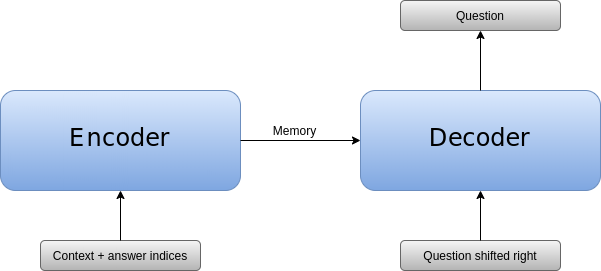 Question
Encoder
Memory
Decoder
Context + answer indices
Question shifted right